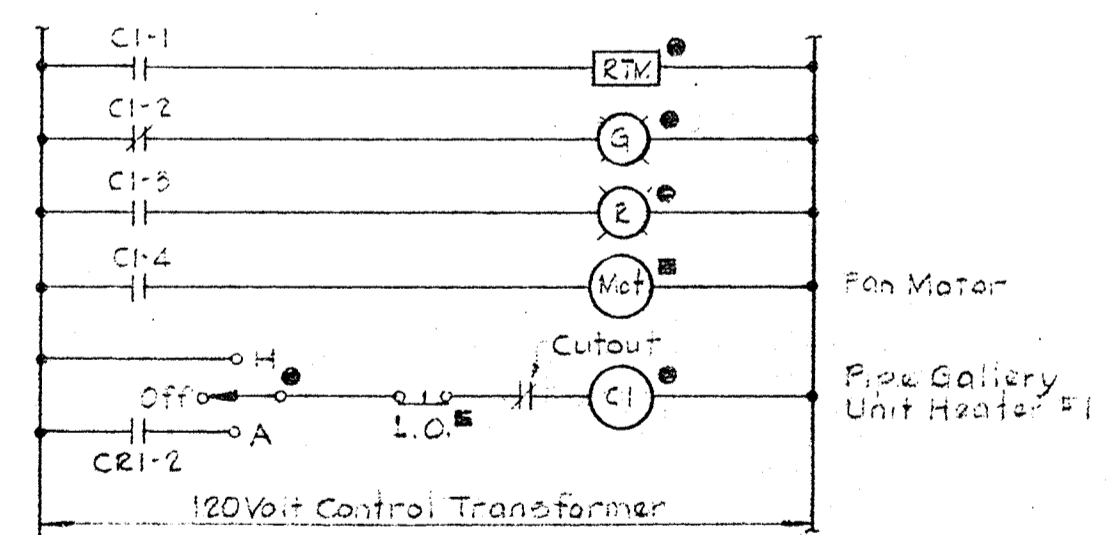 C1-1
RTM
C1-2
G
C1-3
R
C1-4
Mot
Fan Motor
H
Cutout
Off
C1
Pipe Gallery
Unit Heater #1
L.O.
A
CR1-2
120 Volt Control Transformer